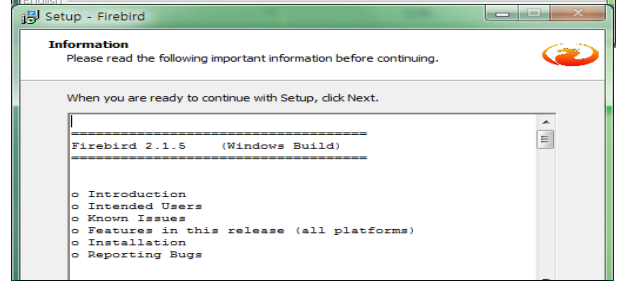 English
Setup - Firebird
Information
Please read the following important information before continuing.
When you are ready to continue with Setup, click Next.
=====================================
Firebird 2.1.5    (Windows Build)
=====================================
o Introduction
o Intended Users
o Known Issues
o Features in this release (all platforms)
o Installation
o Reporting Bugs